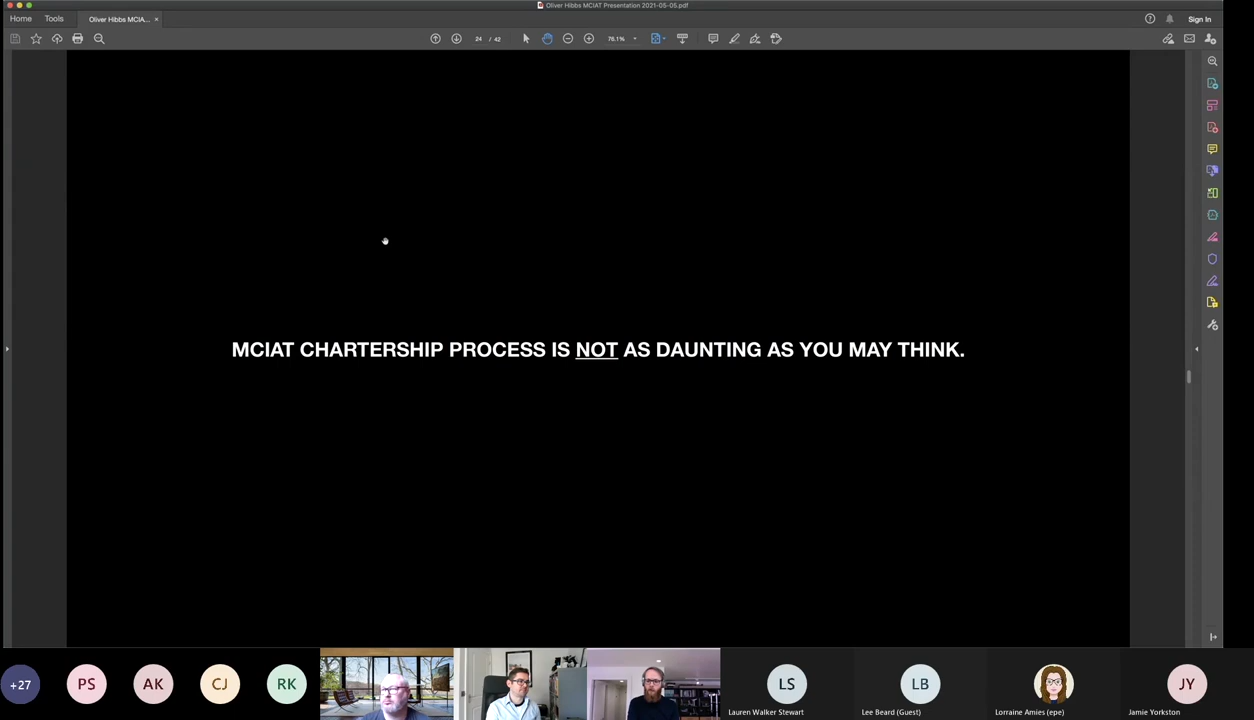 Oliver Hibbs MCIAT Presentation 2021-05-05.pdf
Home Tools Oliver Hibbs MCIA... × Sign In
24 / 42 76.1%
MCIAT CHARTERSHIP PROCESS IS NOT AS DAUNTING AS YOU MAY THINK.
+27 PS AK CJ RK LS LB JY
Lauren Walker Stewart Lee Beard (Guest) Lorraine Amies (epe) Jamie Yorkston